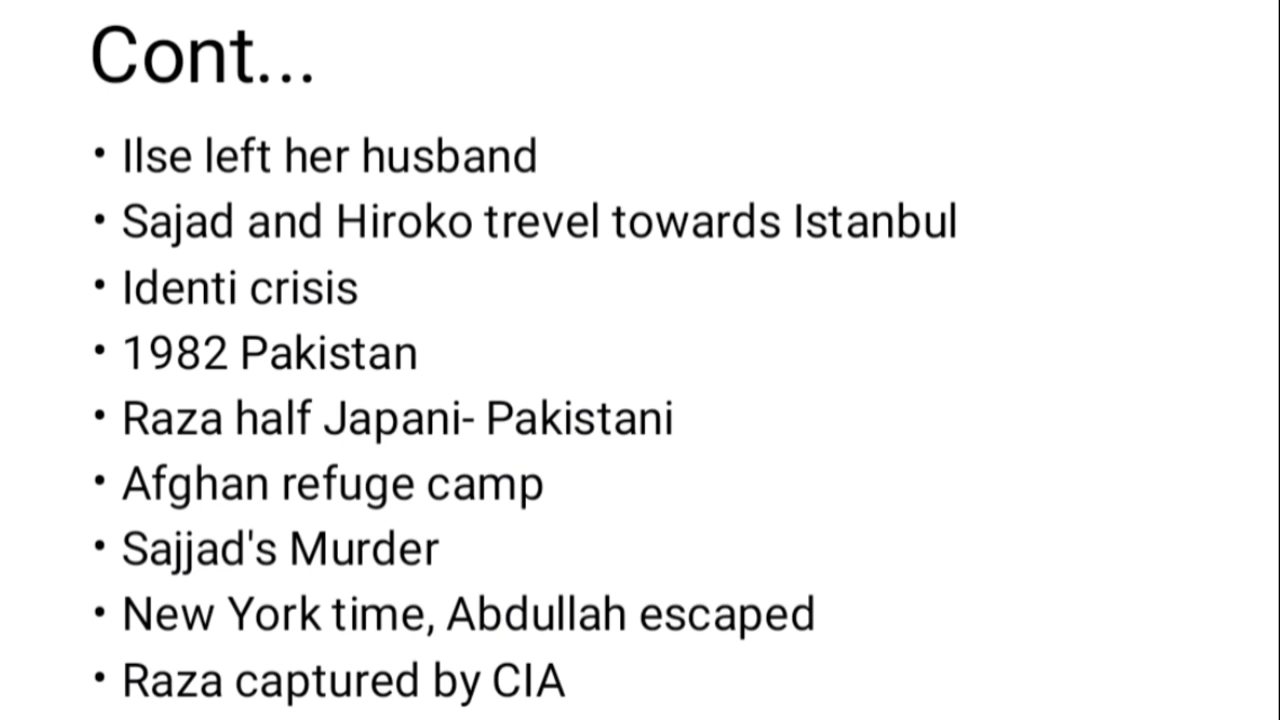 Cont...
• Ilse left her husband
• Sajad and Hiroko trevel towards Istanbul
• Identi crisis
• 1982 Pakistan
• Raza half Japani- Pakistani
• Afghan refuge camp
• Sajjad's Murder
• New York time, Abdullah escaped
• Raza captured by CIA